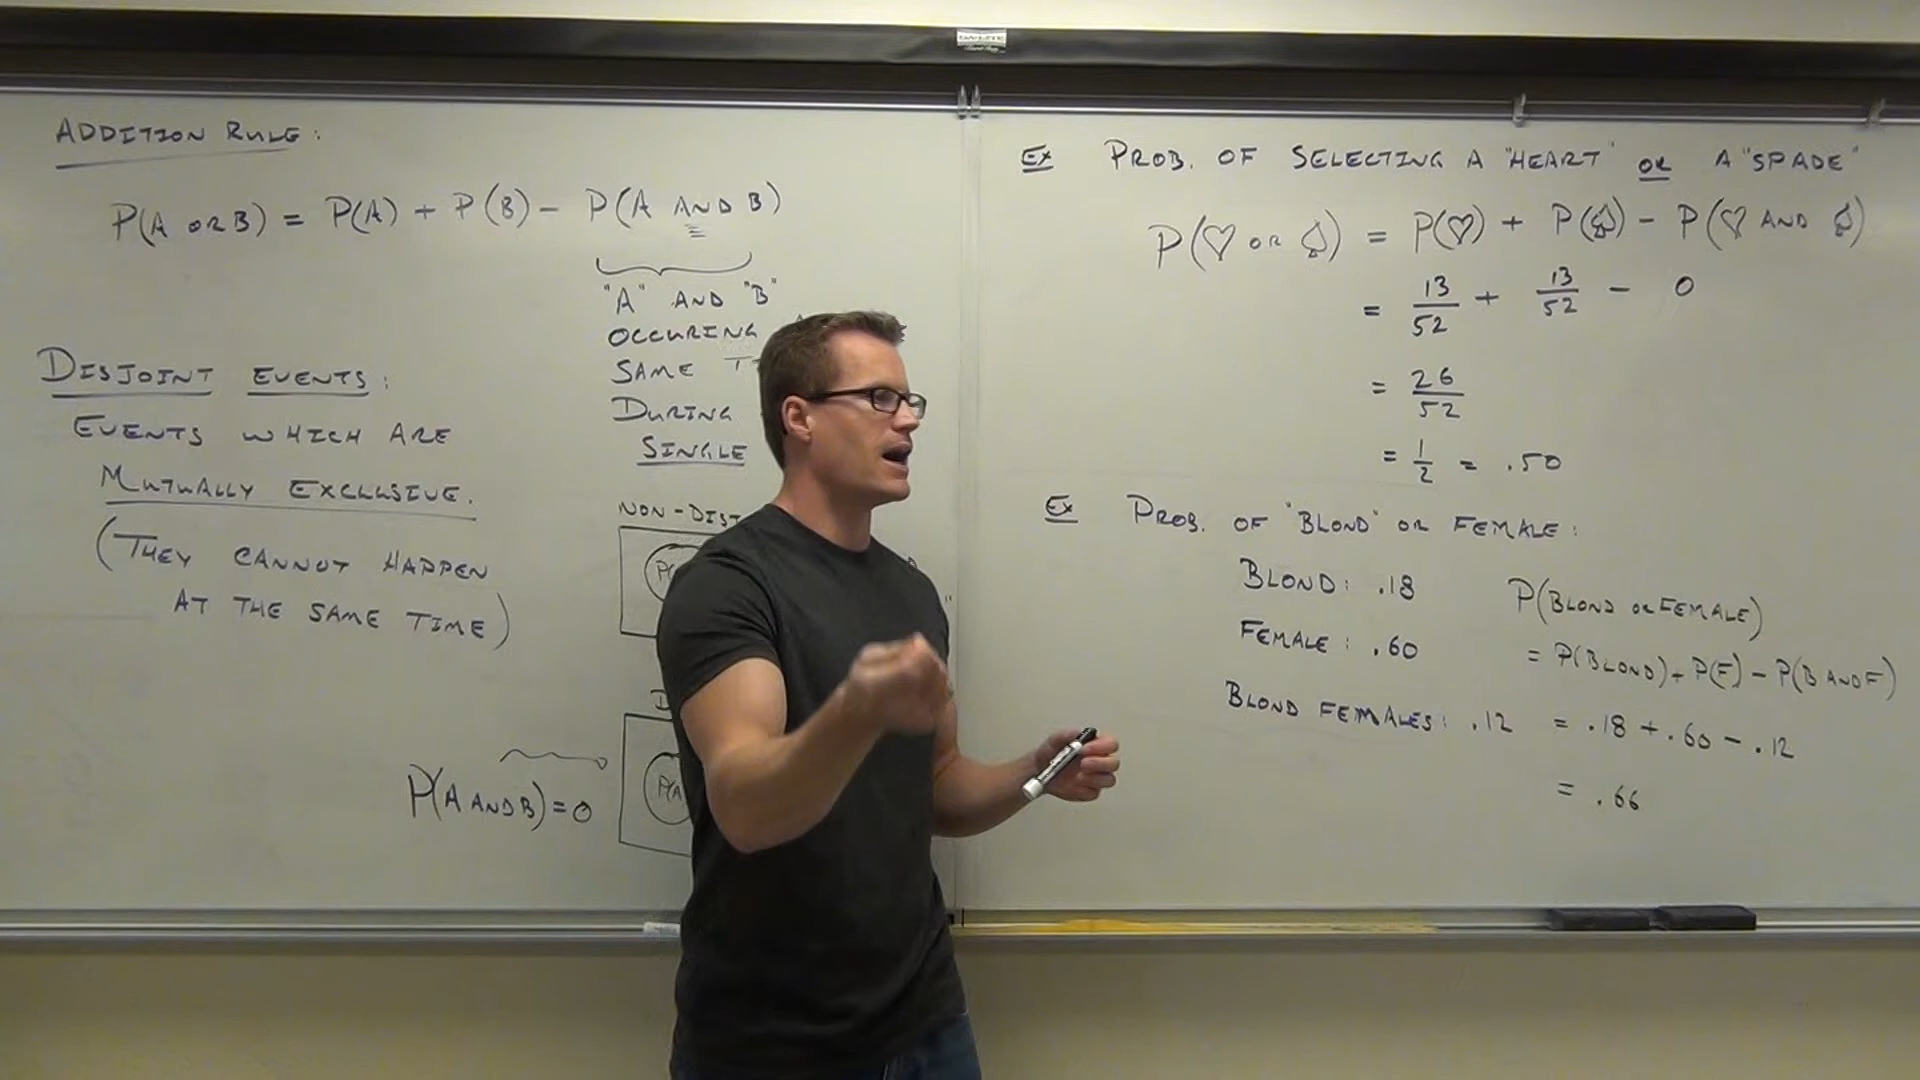 DA-LITE
ADDITION RULE:
P(A OR B) = P(A) + P(B) - P(A AND B)
"A" AND "B"
OCCURING
SAME
DURING
SINGLE
DISJOINT EVENTS:
EVENTS WHICH ARE
MUTUALLY EXCLUSIVE.
(THEY CANNOT HAPPEN
AT THE SAME TIME)
NON-DIS
P(A AND B) = 0
P(A
EX PROB. OF SELECTING A "HEART" OR A "SPADE"
P(♡ OR ♤) = P(♡) + P(♤) - P(♡ AND ♤)
= 13/52 + 13/52 - 0
= 26/52
= 1/2 = .50
EX PROB. OF "BLOND" OR FEMALE:
BLOND: .18
FEMALE: .60
BLOND FEMALES: .12
P(BLOND OR FEMALE)
= P(BLOND) + P(F) - P(B AND F)
= .18 + .60 - .12
= .66